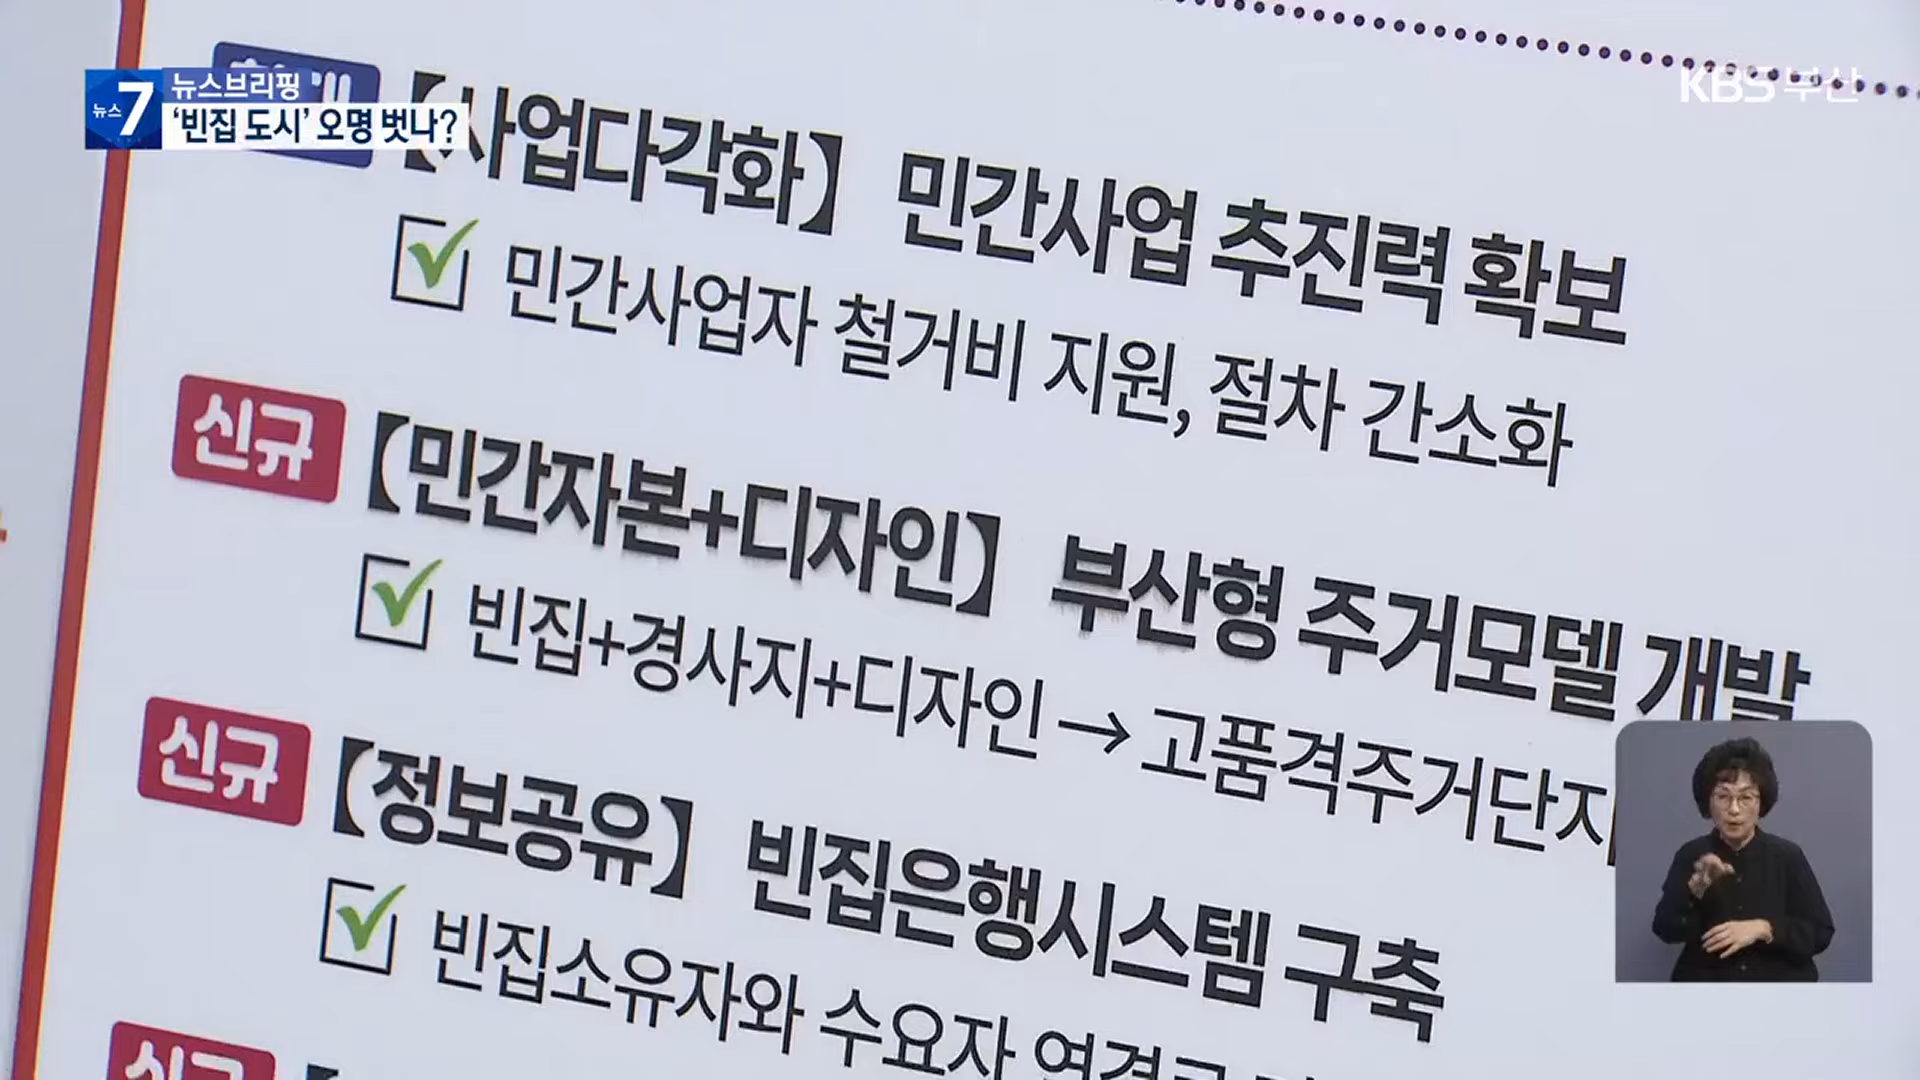 뉴스 7
뉴스브리핑
‘빈집 도시’ 오명 벗나?
KBS 부산
【사업다각화】 민간사업 추진력 확보
민간사업자 철거비 지원, 절차 간소화
신규 【민간자본+디자인】 부산형 주거모델 개발
빈집+경사지+디자인→고품격주거단지
신규 【정보공유】 빈집은행시스템 구축
빈집소유자와 수요자
신규